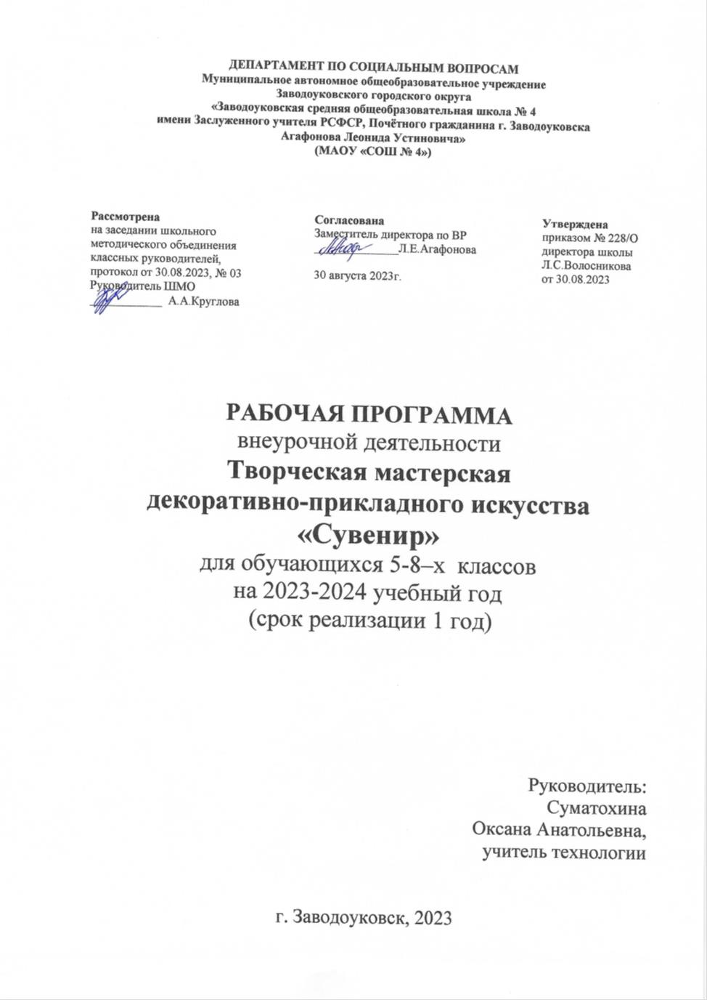 ДЕПАРТАМЕНТ ПО СОЦИАЛЬНЫМ ВОПРОСАМ
Муниципальное автономное общеобразовательное учреждение
Заводоуковского городского округа
«Заводоуковская средняя общеобразовательная школа № 4
имени Заслуженного учителя РСФСР, Почётного гражданина г. Заводоуковска
Агафонова Леонида Устиновича»
(МАОУ «СОШ № 4»)
Рассмотрена
на заседании школьного
методического объединения
классных руководителей,
протокол от 30.08.2023, № 03
Руководитель ШМО
____________ А.А.Круглова
Согласована
Заместитель директора по ВР
______________Л.Е.Агафонова
30 августа 2023г.
Утверждена
приказом № 228/О
директора школы
Л.С.Волосникова
от 30.08.2023
РАБОЧАЯ ПРОГРАММА
внеурочной деятельности
Творческая мастерская
декоративно-прикладного искусства
«Сувенир»
для обучающихся 5-8–х классов
на 2023-2024 учебный год
(срок реализации 1 год)
Руководитель:
Суматохина
Оксана Анатольевна,
учитель технологии
г. Заводоуковск, 2023